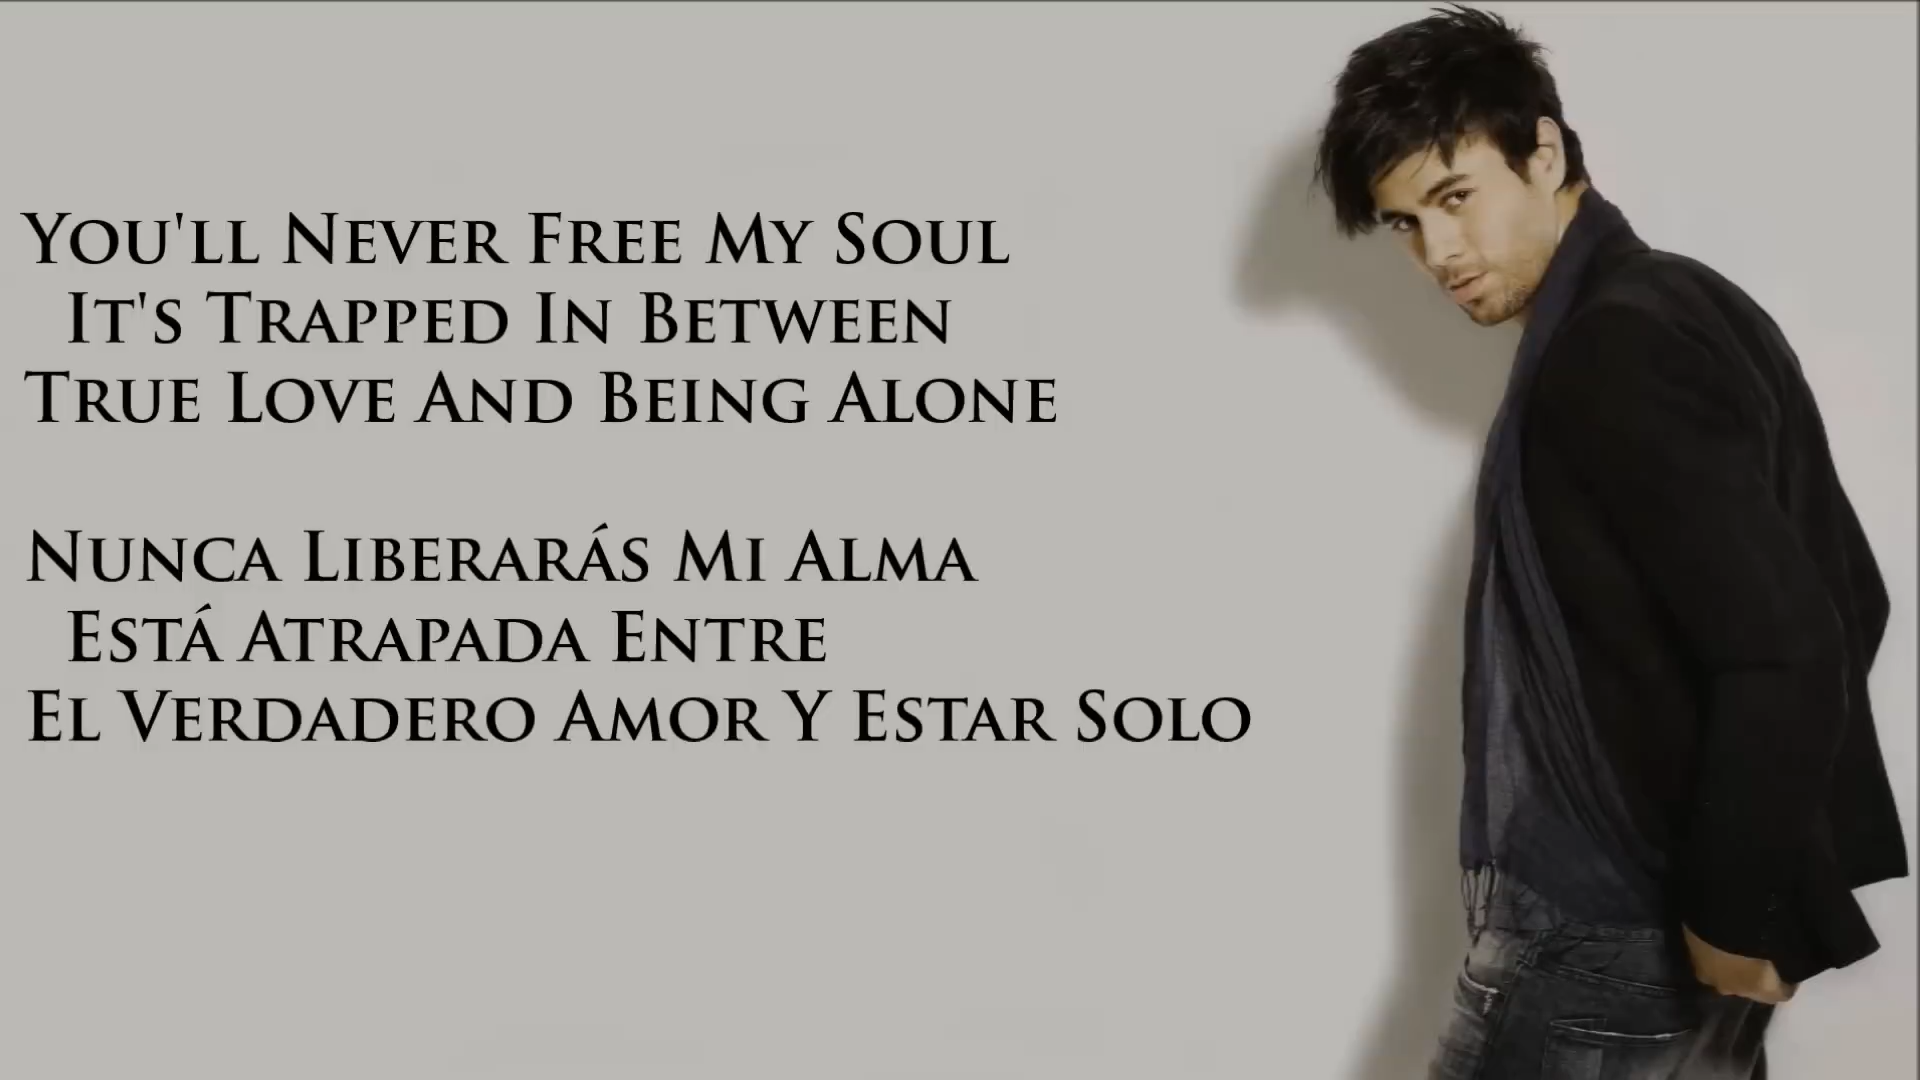 You'll Never Free My Soul
It's Trapped In Between
True Love And Being Alone
Nunca Liberarás Mi Alma
Está Atrapada Entre
El Verdadero Amor Y Estar Solo